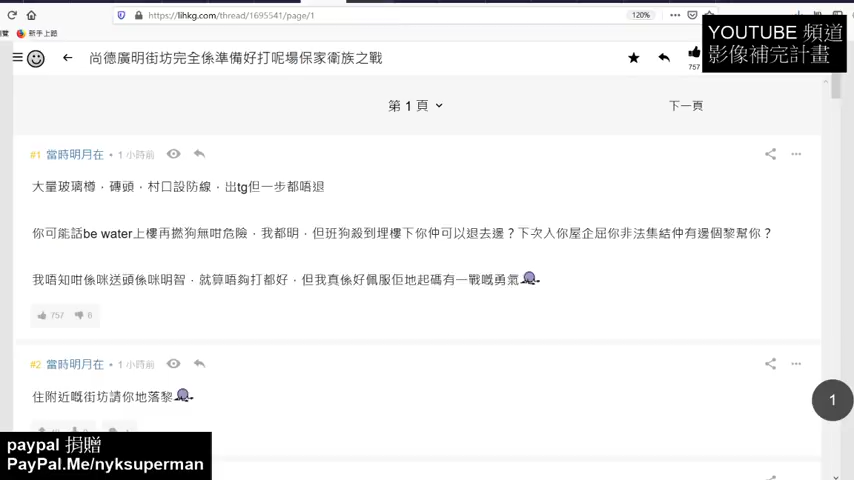 https://lihkg.com/thread/1695541/page/1
120%
新手上路
YOUTUBE 頻道
影像補完計畫
尚德廣明街坊完全係準備好打呢場保家衛族之戰
757
第 1 頁
下一頁
#1 當時明月在 • 1 小時前
大量玻璃樽，磚頭，村口設防線，出tg但一步都唔退
你可能話be water上樓再撚狗無咁危險，我都明，但班狗殺到埋樓下你仲可以退去邊？下次人你屋企屈你非法集結仲有邊個黎幫你？
我唔知咁係咪送頭係咪明智，就算唔夠打都好，但我真係好佩服佢地起碼有一戰嘅勇氣
757 6
#2 當時明月在 • 1 小時前
住附近嘅街坊請你地落黎
1
paypal 捐贈
PayPal.Me/nyksuperman